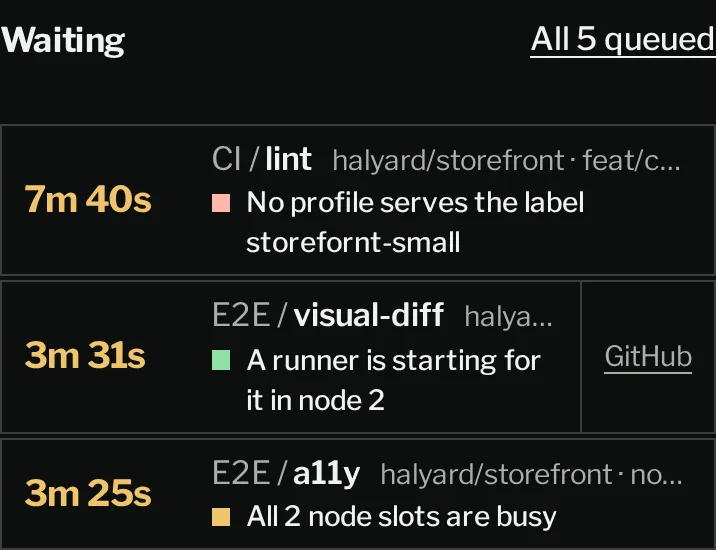 Waiting
All 5 queued
7m 40s
CI / lint halyard/storefront · feat/c...
No profile serves the label
storefornt-small
3m 31s
E2E / visual-diff halya...
A runner is starting for
it in node 2
GitHub
3m 25s
E2E / a11y halyard/storefront · no...
All 2 node slots are busy